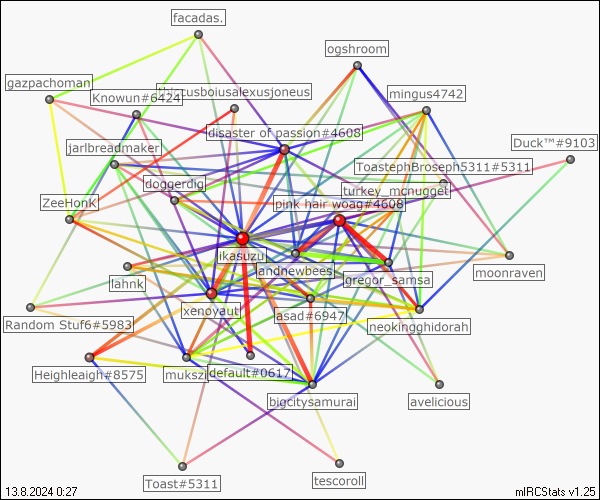 facadas.
ogshroom
gazpachoman
Knowun#6424
mingus4742
disaster of passion#4608
Duck™#9103
jarlbreadmaker
ToastephBroseph5311#5311
doggerdig
turkey_mcnugget
ZeeHonK
pink hair woag#4608
ikasuzu
landnewbees
gregor_samsa
moonraven
lahnk
xenoyaut
asad#6947
neokingghidorah
Random Stuf6#5983
Heighleaigh#8575
mukszi
default#0617
bigcitysamurai
avelicious
Toast#5311
tescoroll
13.8.2024 0:27
mIRCStats v1.25